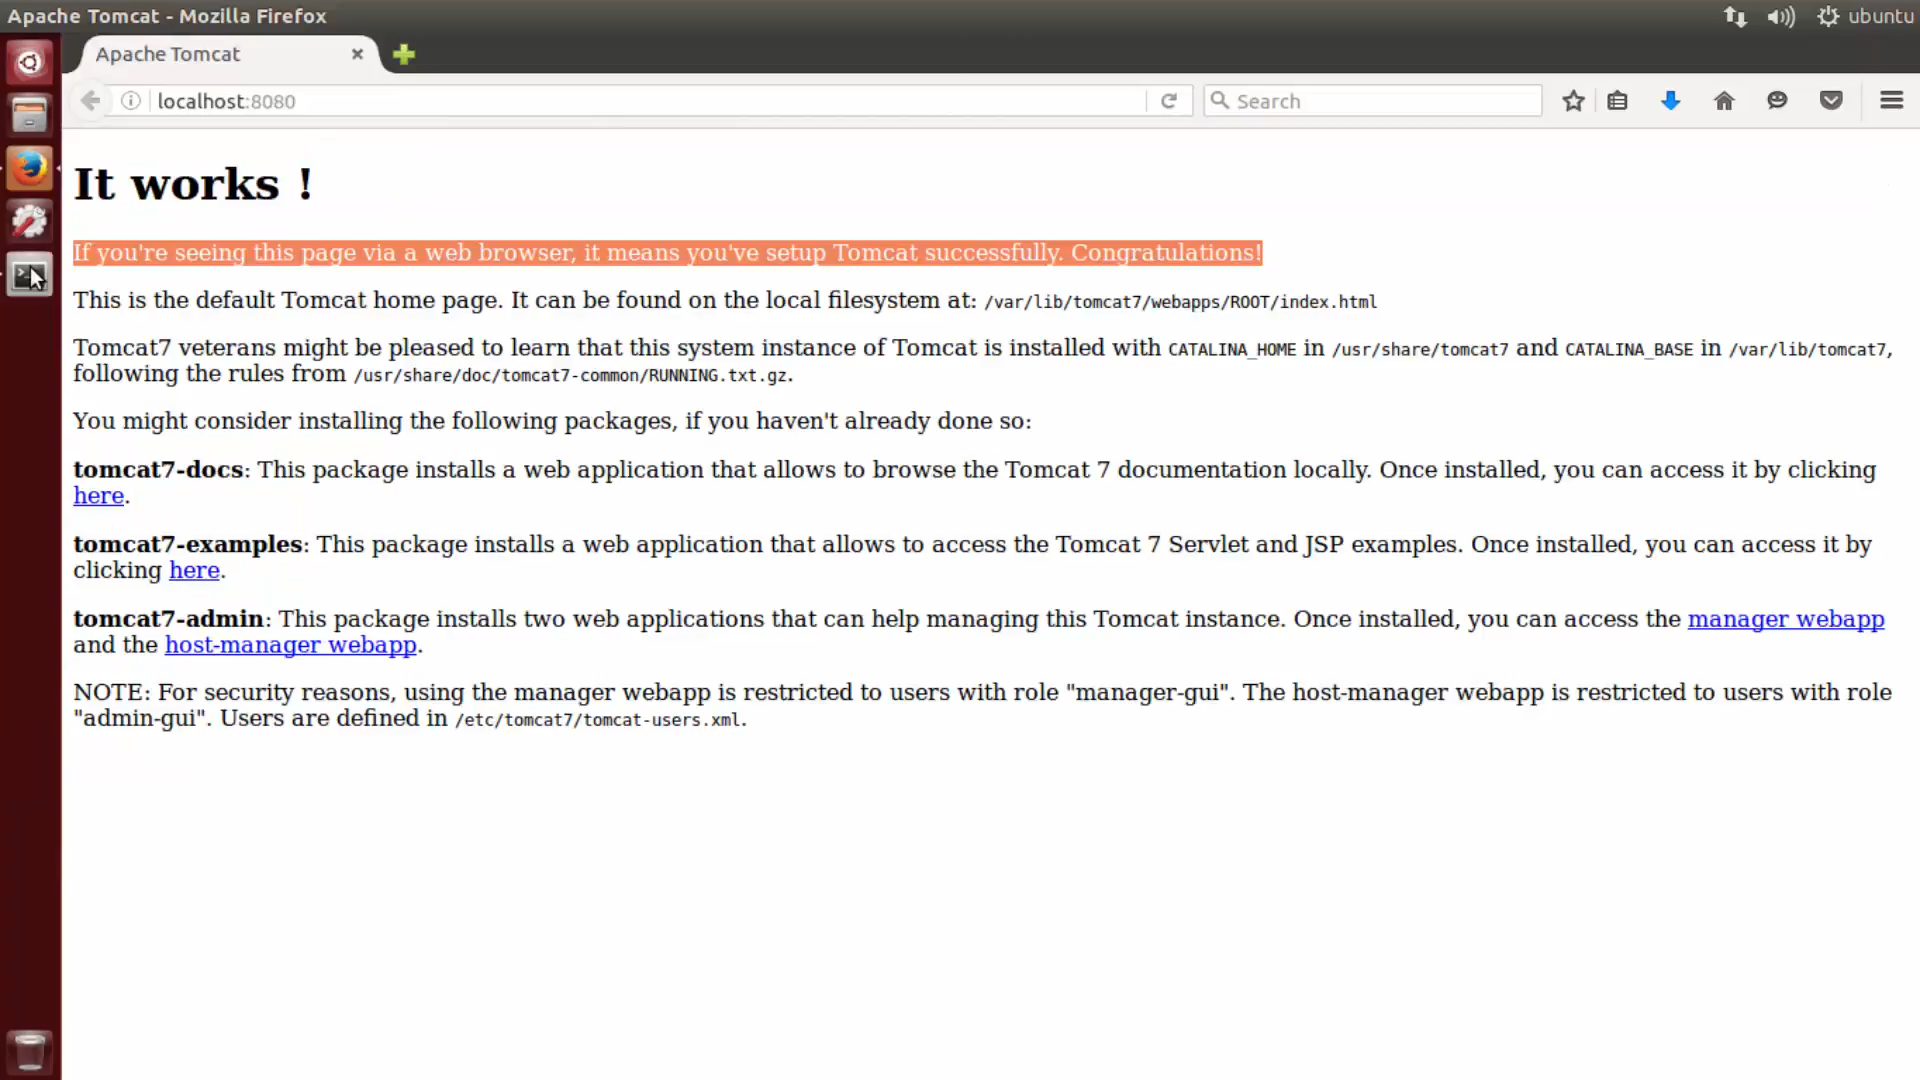 Apache Tomcat - Mozilla Firefox
ubuntu
Apache Tomcat
localhost:8080
Search
It works !
If you're seeing this page via a web browser, it means you've setup Tomcat successfully. Congratulations!
This is the default Tomcat home page. It can be found on the local filesystem at: /var/lib/tomcat7/webapps/ROOT/index.html
Tomcat7 veterans might be pleased to learn that this system instance of Tomcat is installed with CATALINA_HOME in /usr/share/tomcat7 and CATALINA_BASE in /var/lib/tomcat7,
following the rules from /usr/share/doc/tomcat7-common/RUNNING.txt.gz.
You might consider installing the following packages, if you haven't already done so:
tomcat7-docs: This package installs a web application that allows to browse the Tomcat 7 documentation locally. Once installed, you can access it by clicking
here.
tomcat7-examples: This package installs a web application that allows to access the Tomcat 7 Servlet and JSP examples. Once installed, you can access it by
clicking here.
tomcat7-admin: This package installs two web applications that can help managing this Tomcat instance. Once installed, you can access the manager webapp
and the host-manager webapp.
NOTE: For security reasons, using the manager webapp is restricted to users with role "manager-gui". The host-manager webapp is restricted to users with role
"admin-gui". Users are defined in /etc/tomcat7/tomcat-users.xml.